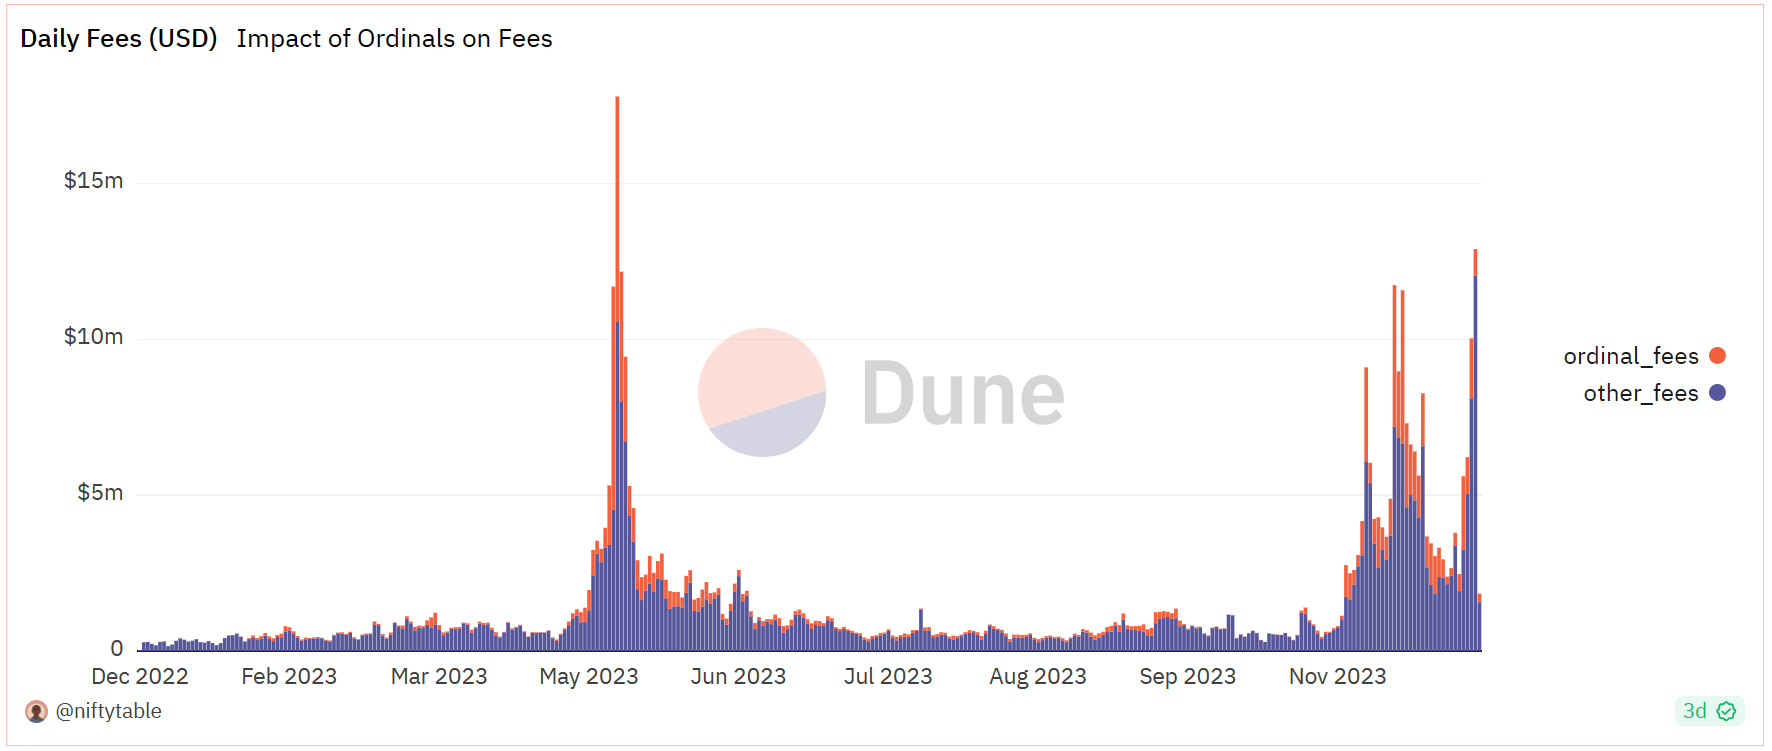 Daily Fees (USD) Impact of Ordinals on Fees
$15m
$10m
$5m
0
Dec 2022 Feb 2023 Mar 2023 May 2023 Jun 2023 Jul 2023 Aug 2023 Sep 2023 Nov 2023
Dune
ordinal_fees
other_fees
@niftytable
3d